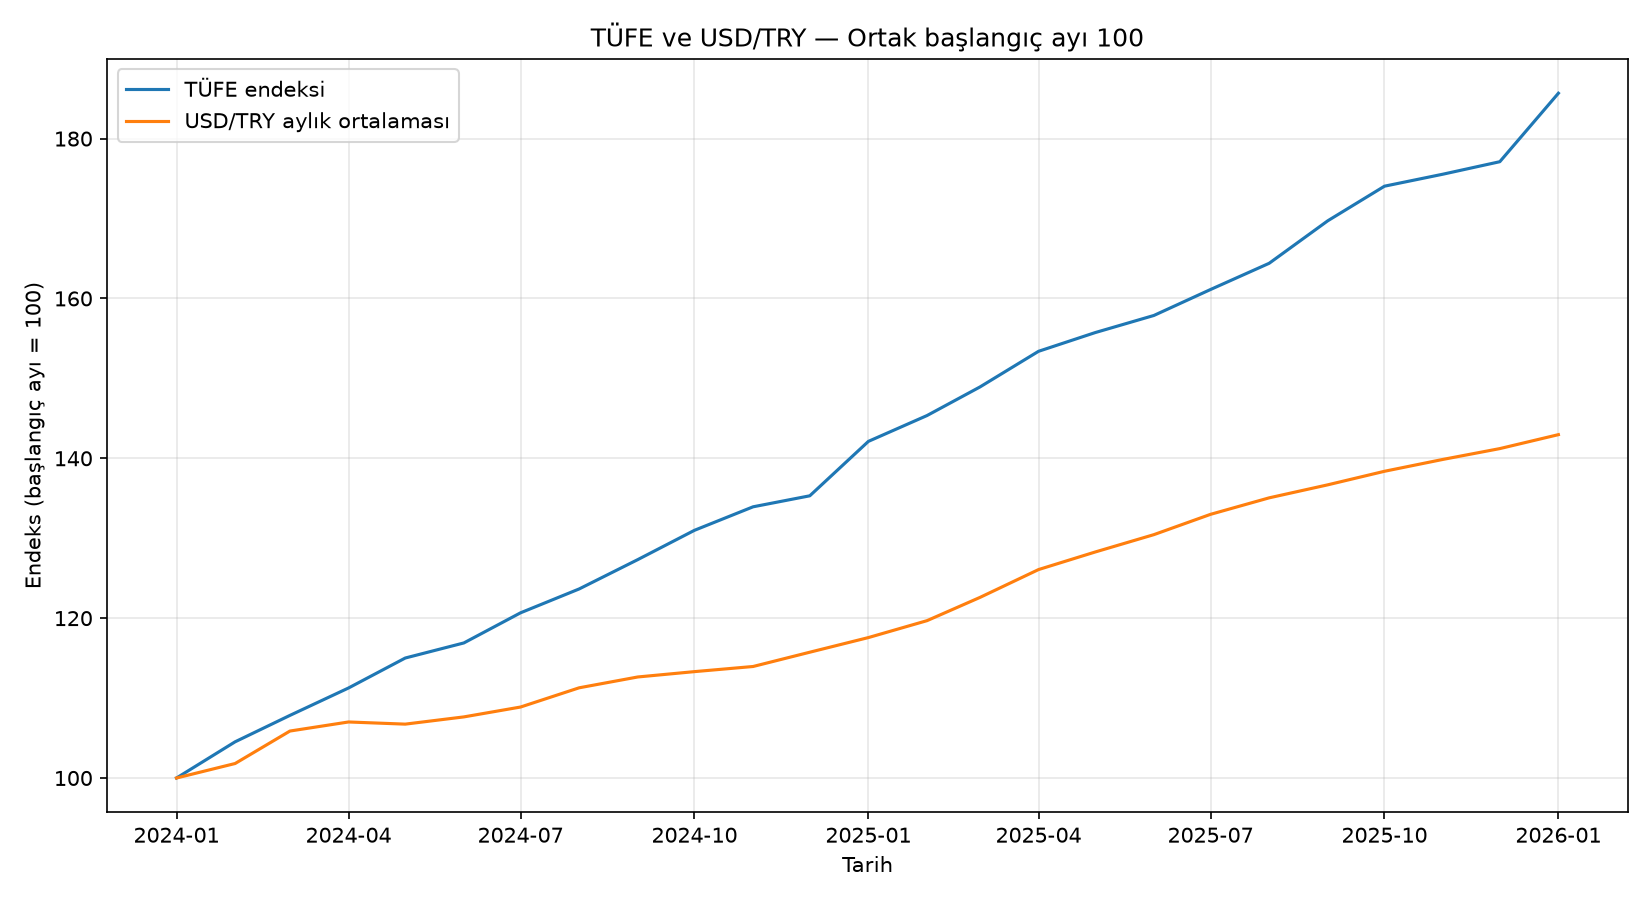 TÜFE ve USD/TRY — Ortak başlangıç ayı 100
TÜFE endeksi
USD/TRY aylık ortalaması
Endeks (başlangıç ayı = 100)
180
160
140
120
100
2024-01 2024-04 2024-07 2024-10 2025-01 2025-04 2025-07 2025-10 2026-01
Tarih